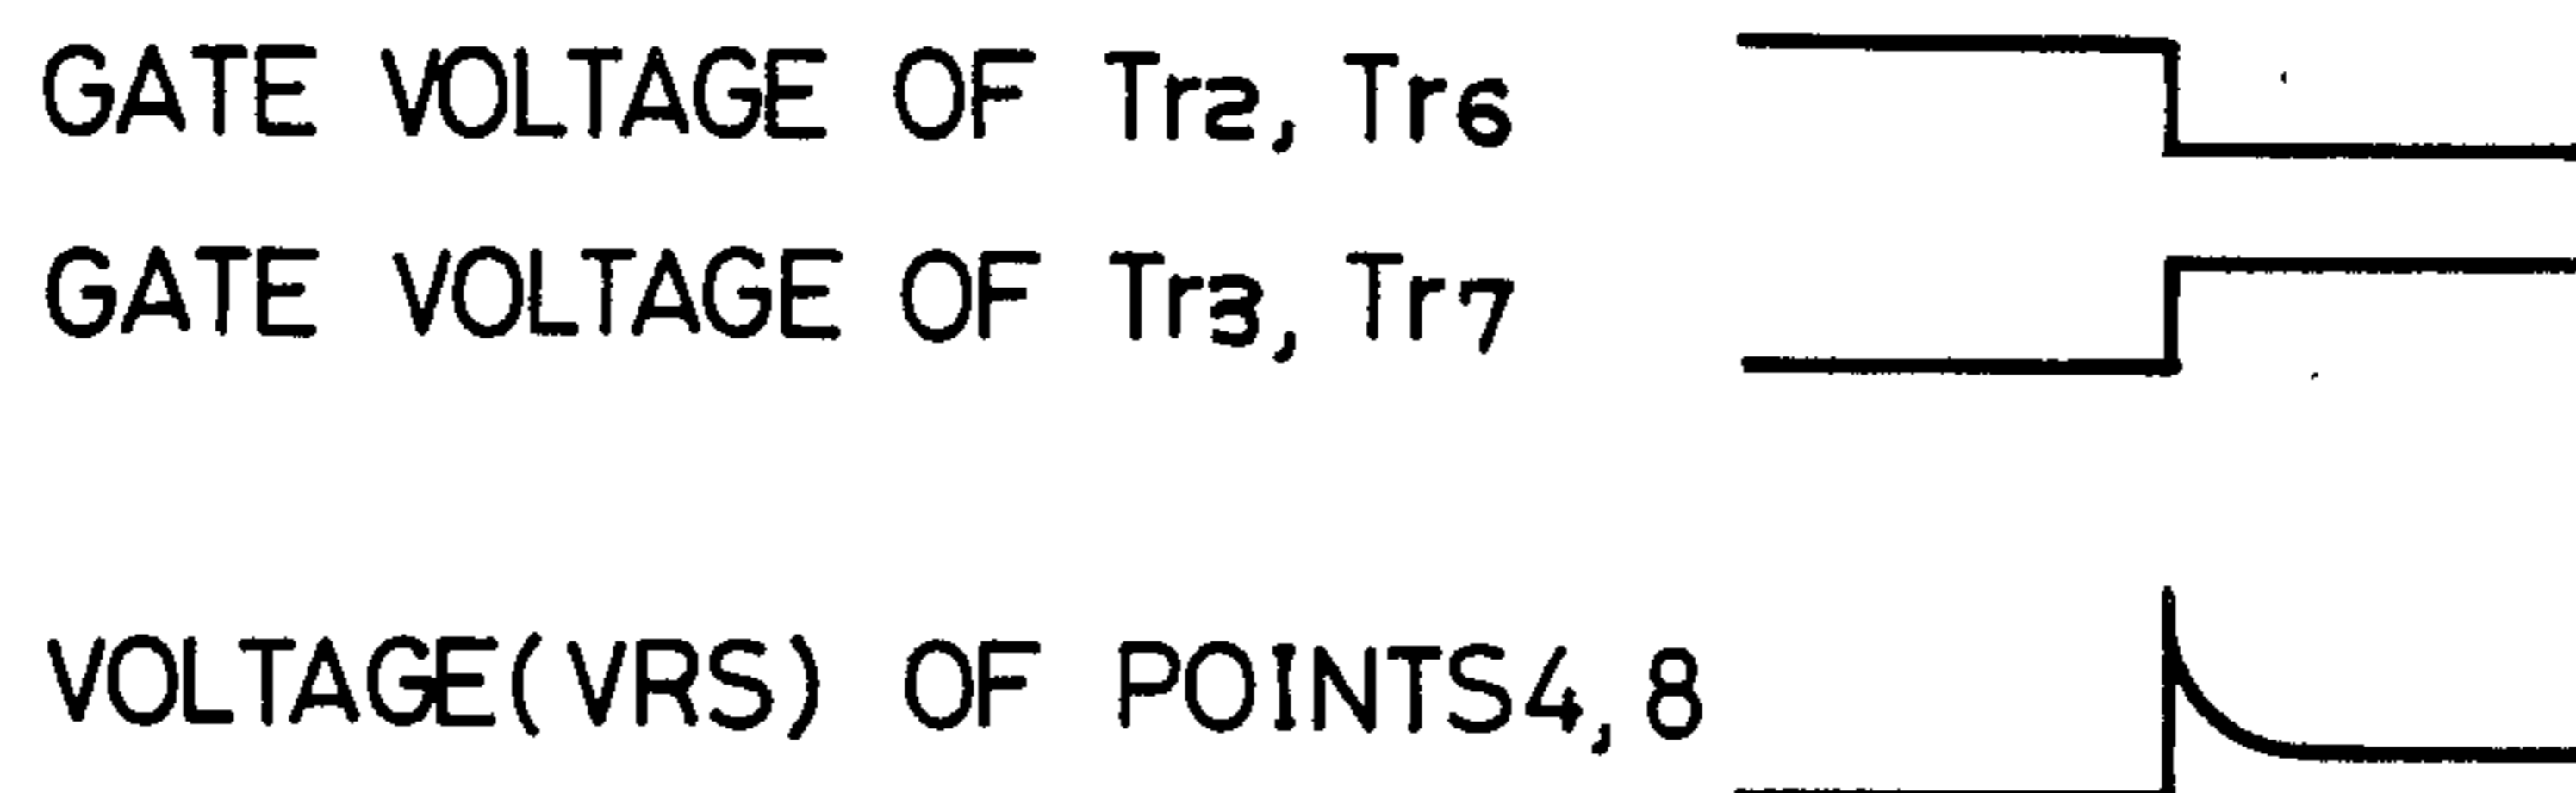 GATE VOLTAGE OF Tr2, Tr6
GATE VOLTAGE OF Tr3, Tr7
VOLTAGE(VRS) OF POINTS4,8